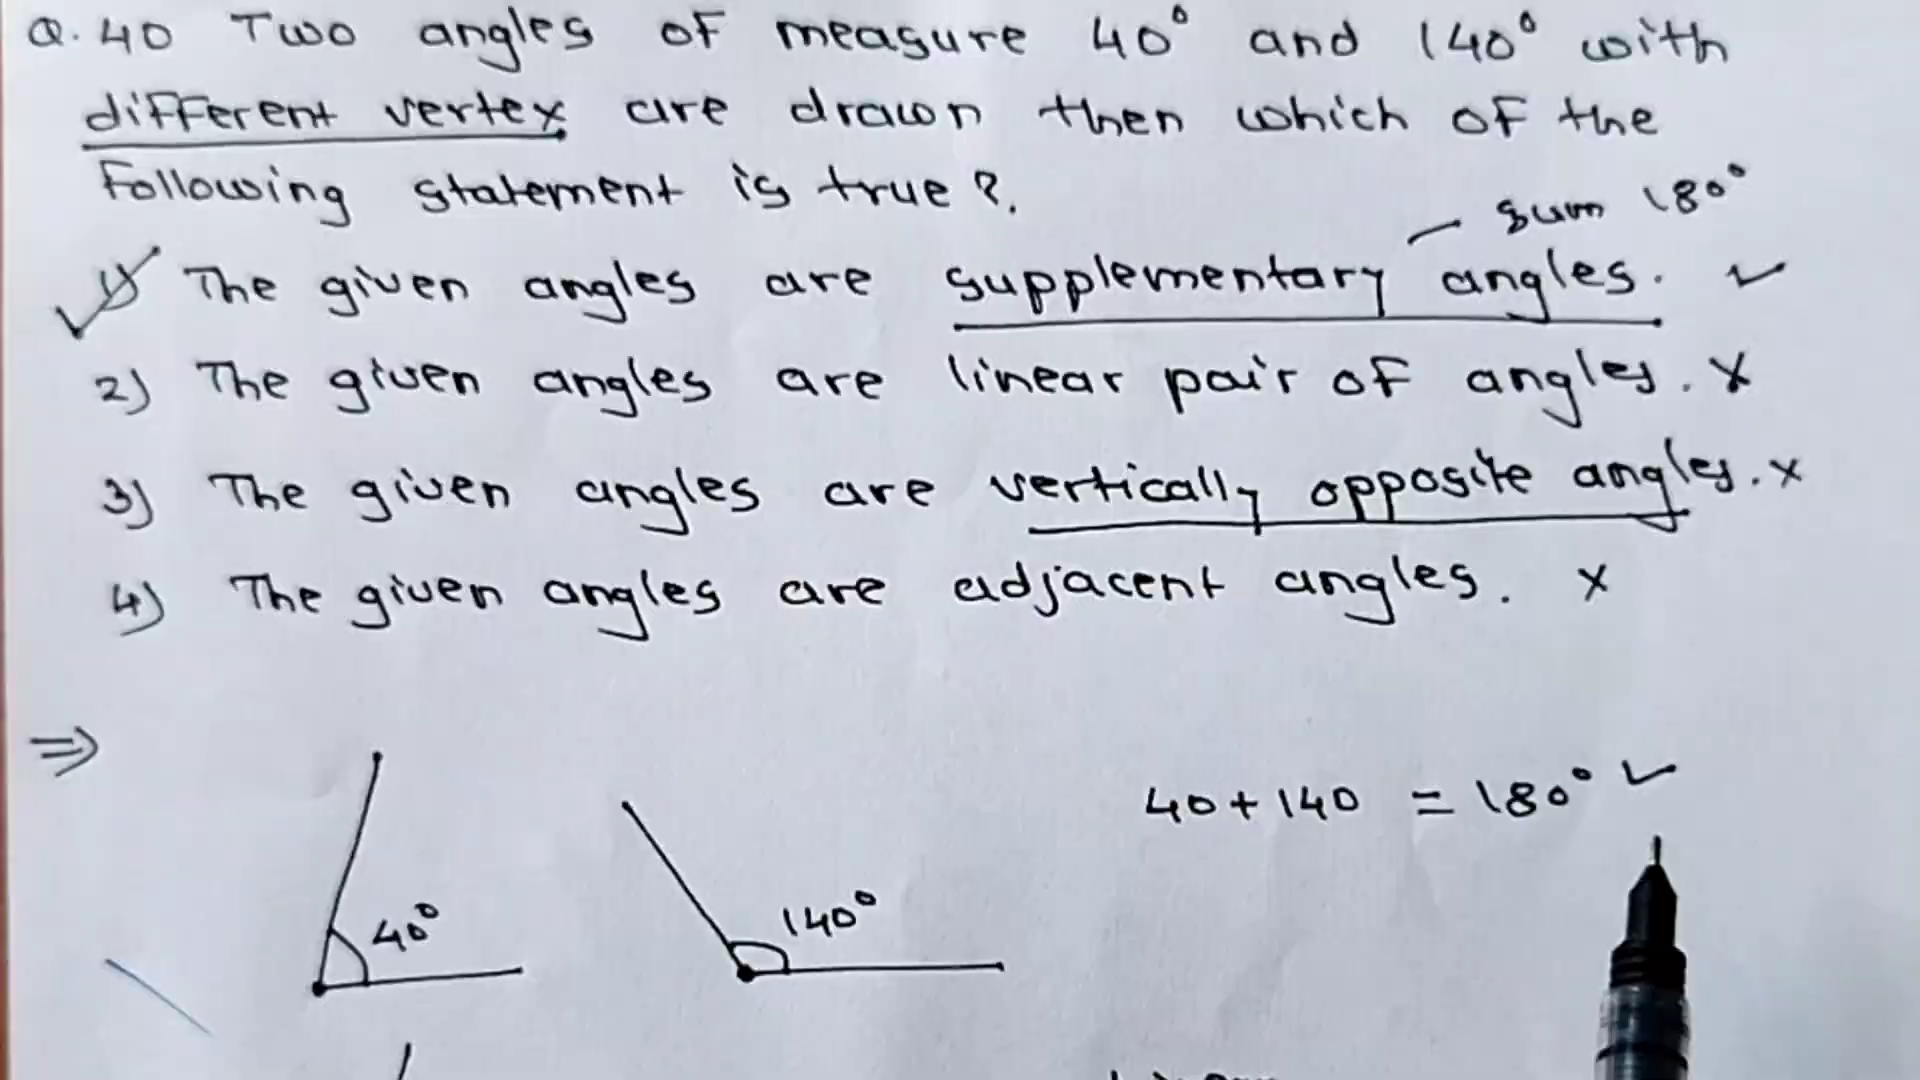 Q. 40 Two angles of measure 40° and 140° with
different vertex are drawn then which of the
following statement is true ?.
sum 180°
1) The given angles are supplementary angles. ✓
2) The given angles are linear pair of angles. x
3) The given angles are vertically opposite angles. x
4) The given angles are adjacent angles. x
⇒
40 + 140 = 180° ✓
40°
140°